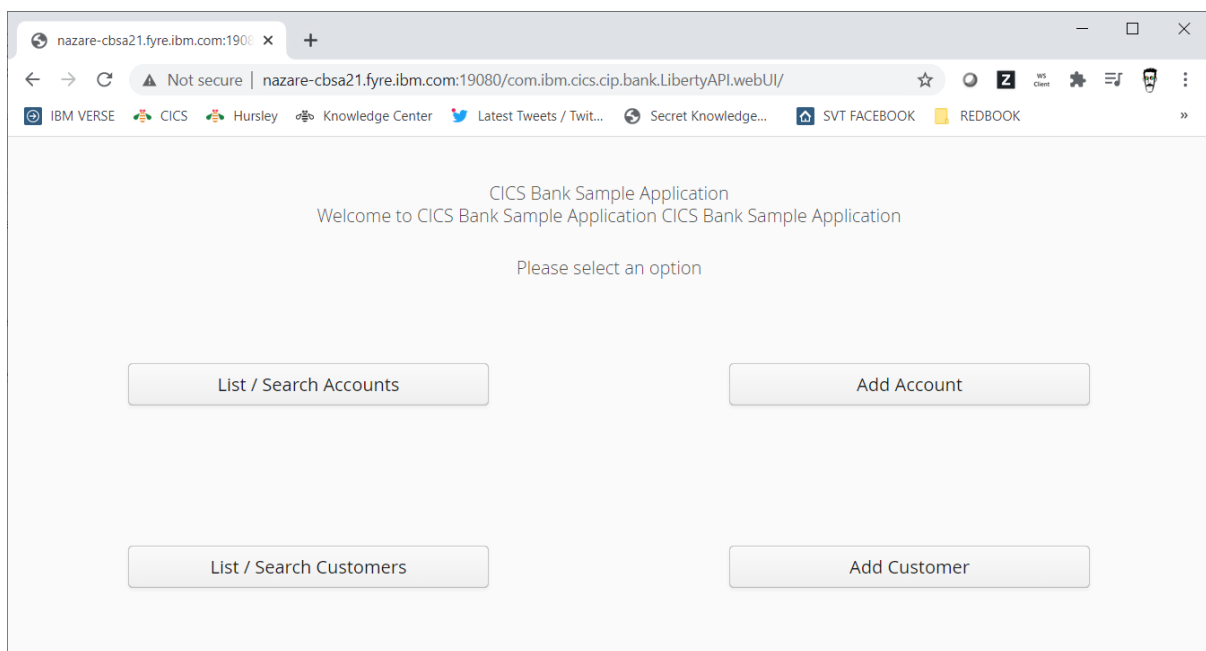 nazare-cbsa21.fyre.ibm.com:1908
Not secure | nazare-cbsa21.fyre.ibm.com:19080/com.ibm.cics.cip.bank.LibertyAPI.webUI/
Z
WS Client
IBM VERSE CICS Hursley Knowledge Center Latest Tweets / Twit... Secret Knowledge... SVT FACEBOOK REDBOOK »
CICS Bank Sample Application
Welcome to CICS Bank Sample Application CICS Bank Sample Application
Please select an option
List / Search Accounts
Add Account
List / Search Customers
Add Customer